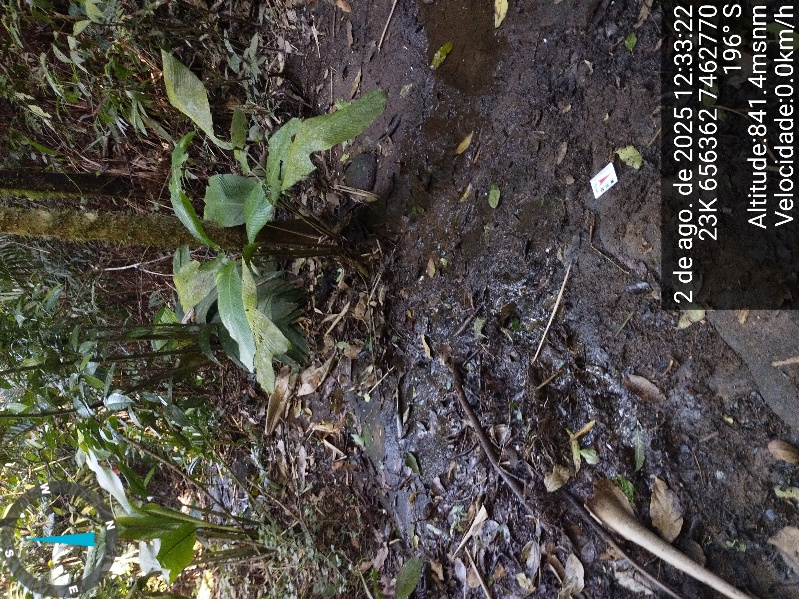 2 de ago. de 2025 12:33:22
23K 656362 7462770
196° S
Altitude:841.4msnm
Velocidade:0.0km/h
N
E
S
W